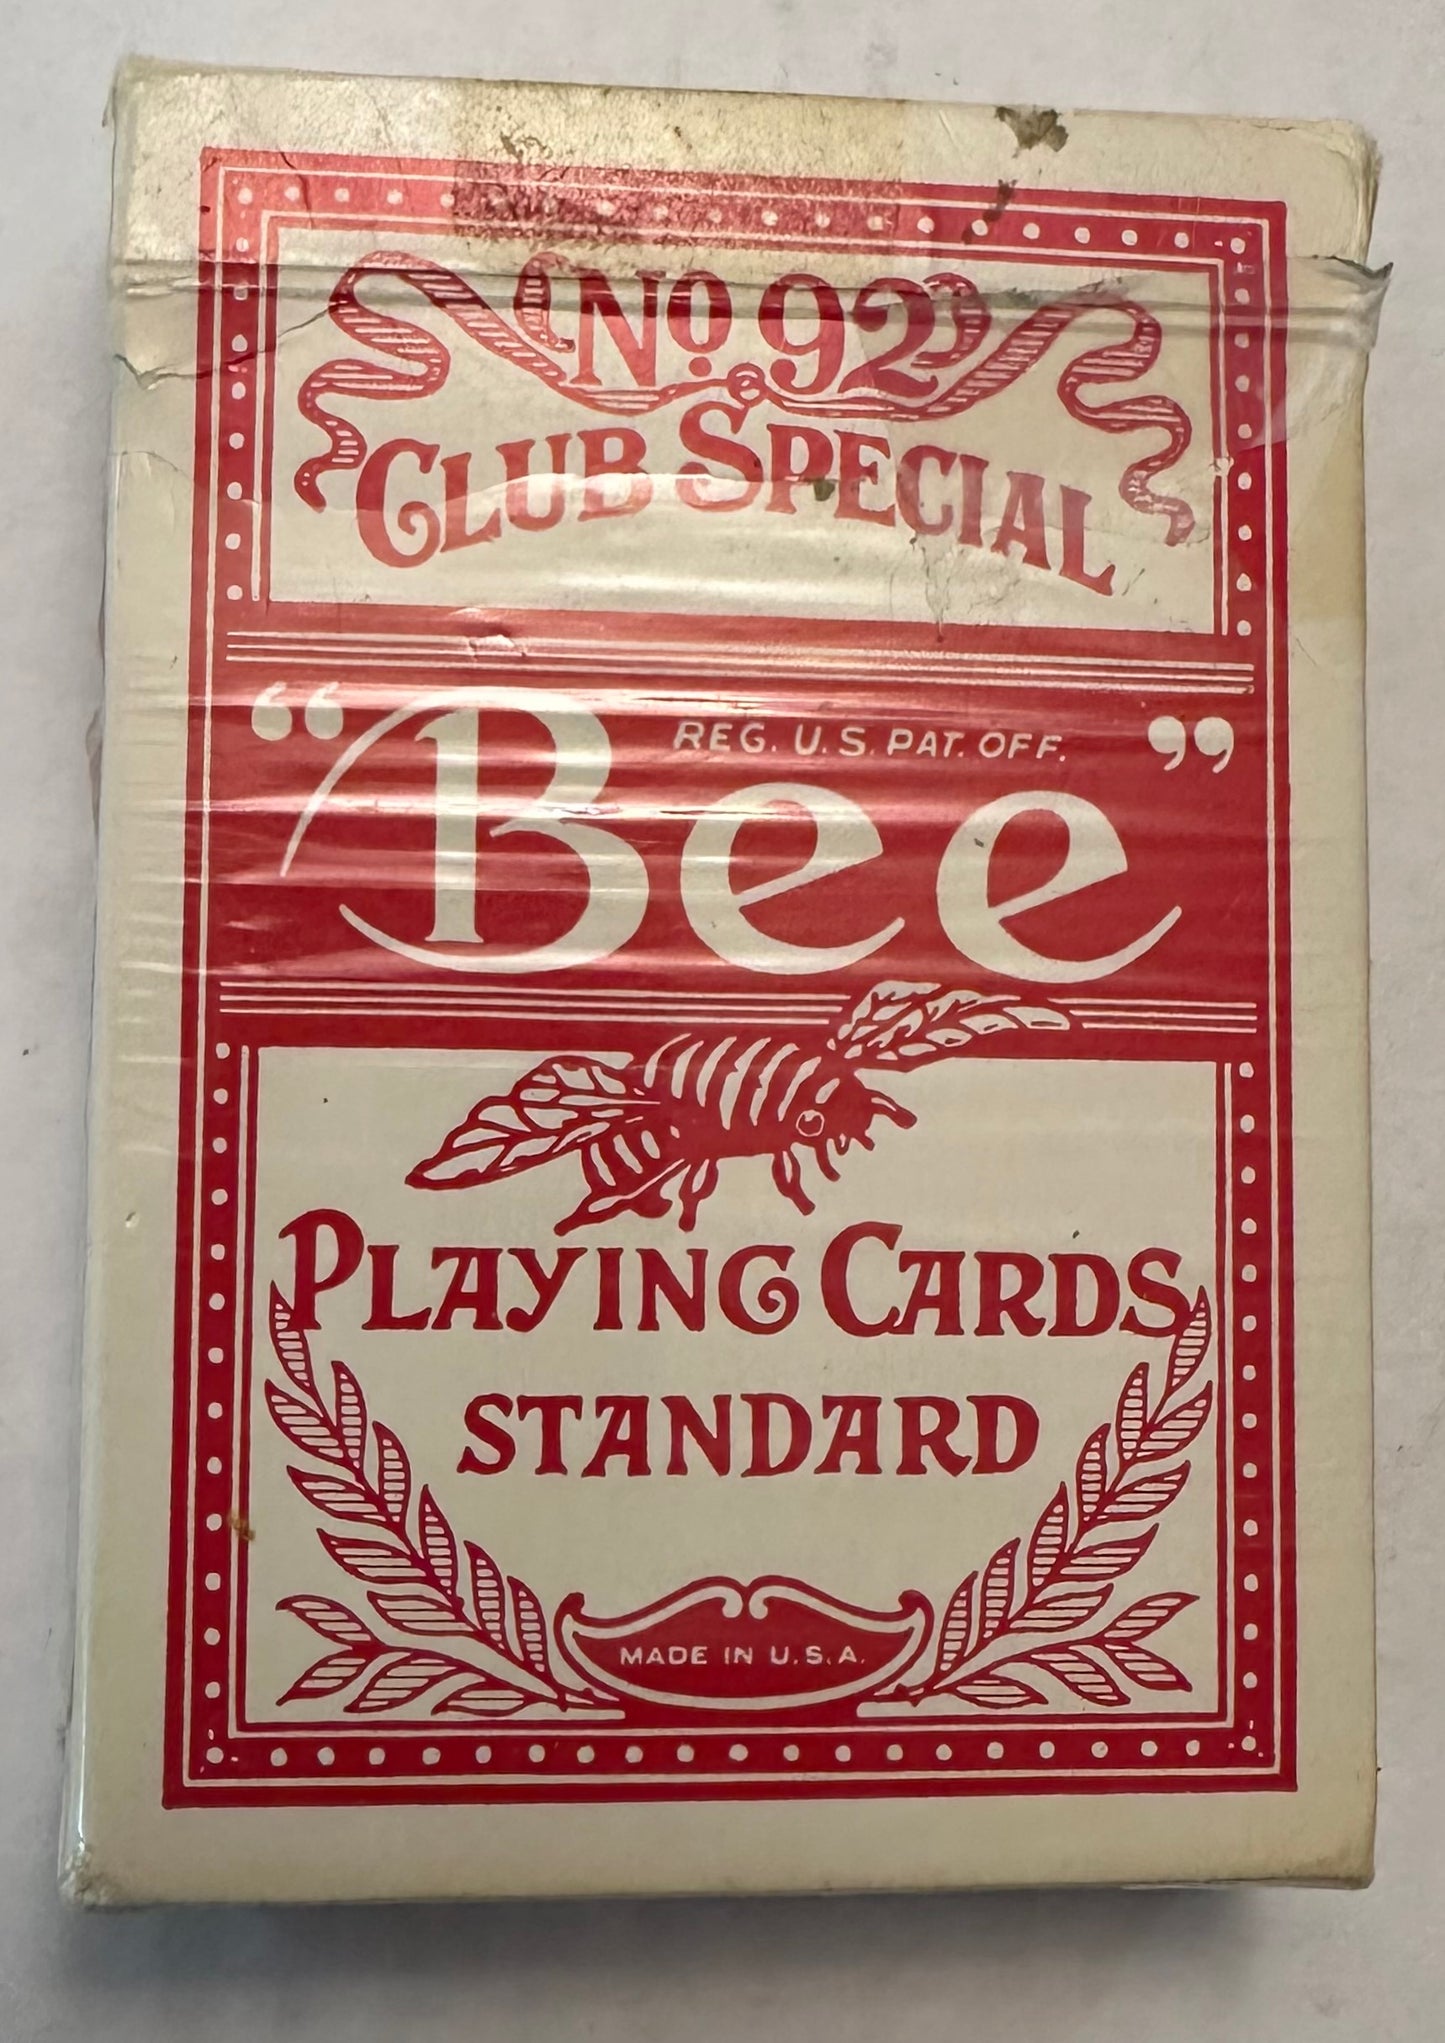 No. 92
CLUB SPECIAL
“Bee”
REG. U.S. PAT. OFF.
PLAYING CARDS
STANDARD
MADE IN U.S.A.